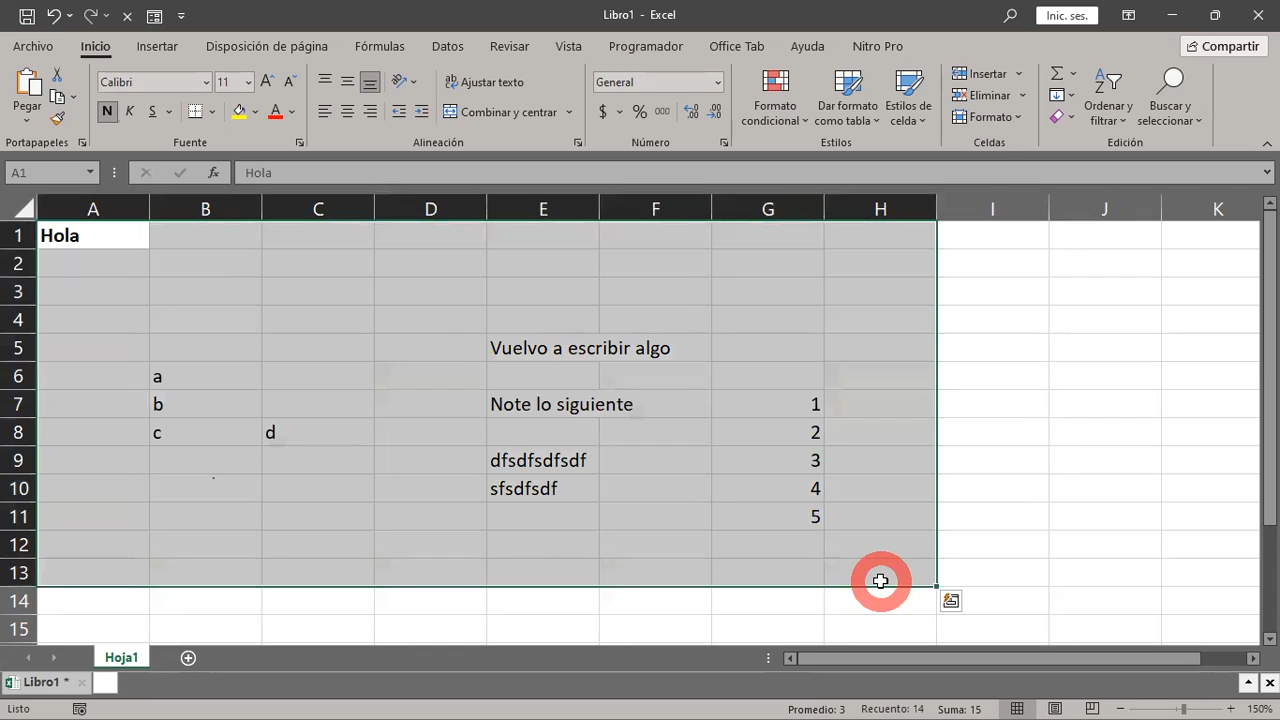 Libro1 - Excel
Inic. ses.
Archivo Inicio Insertar Disposición de página Fórmulas Datos Revisar Vista Programador Office Tab Ayuda Nitro Pro Compartir
Pegar
Calibri 11
N K S
Ajustar texto
Combinar y centrar
General
$ % 000
Formato condicional
Dar formato como tabla
Estilos de celda
Insertar
Eliminar
Formato
Ordenar y filtrar
Buscar y seleccionar
Portapapeles Fuente Alineación Número Estilos Celdas Edición
A1 fx Hola
A B C D E F G H I J K
1 Hola
2
3
4
5 Vuelvo a escribir algo
6 a
7 b Note lo siguiente 1
8 c d 2
9 dfsdfsdfsdf 3
10 sfsdfsdf 4
11 5
12
13
14
15
Hoja1
Libro1 *
Listo Promedio: 3 Recuento: 14 Suma: 15 150%